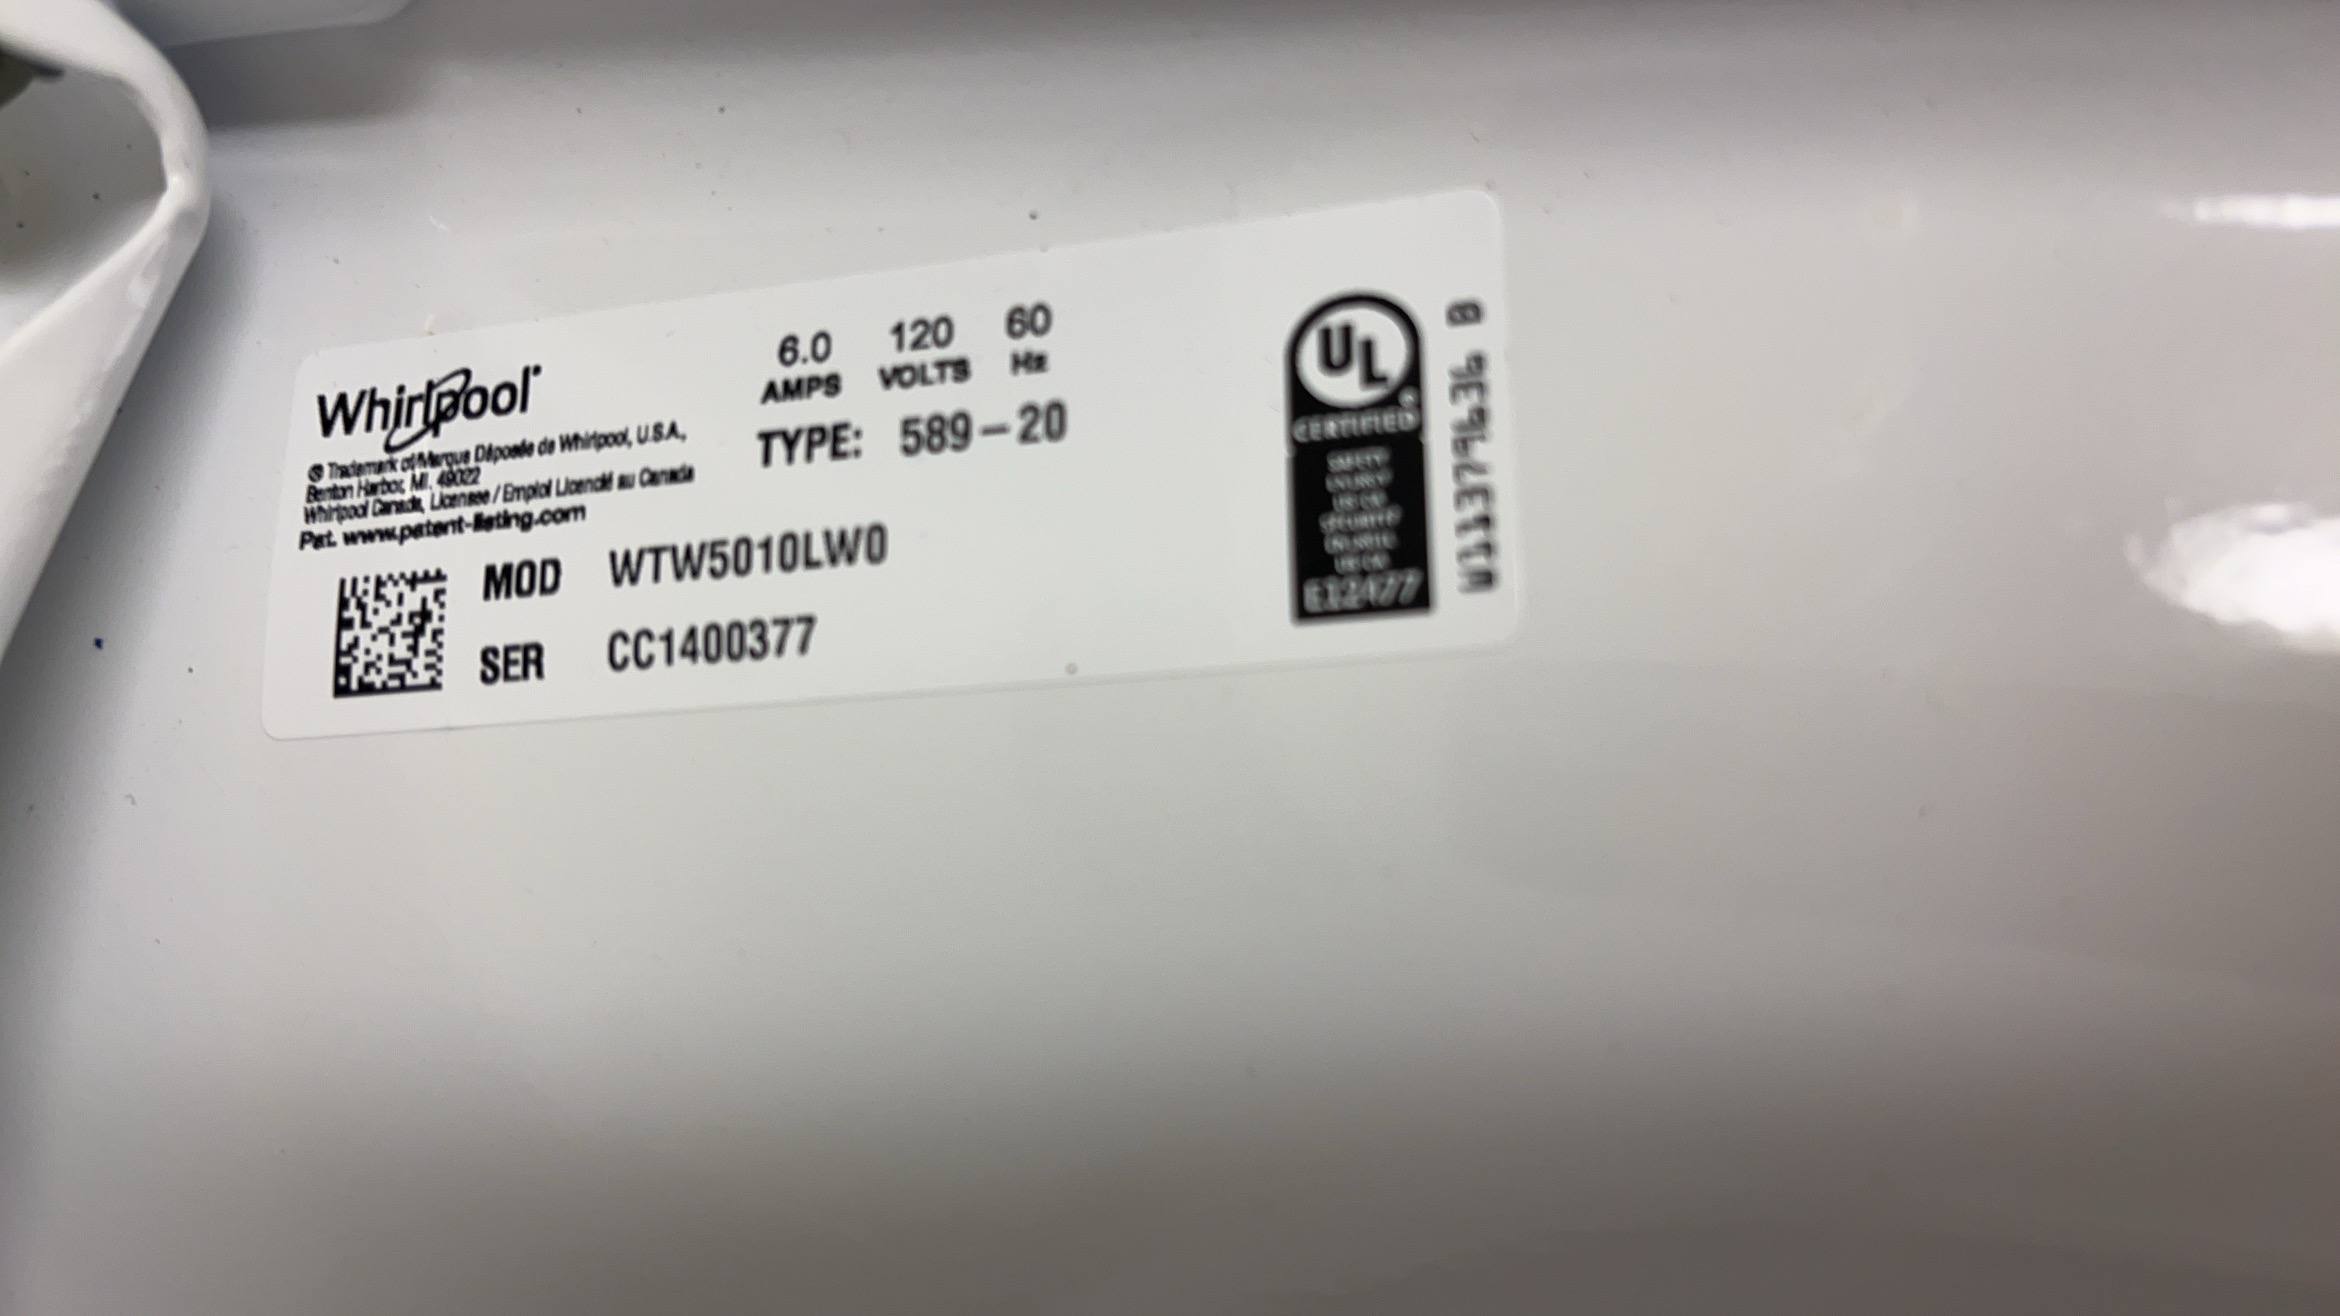 Whirlpool
® Trademark of/Marque Déposée de Whirlpool, U.S.A.,
Benton Harbor, MI. 49022
Whirlpool Canada, Licensee / Emploi Licencié au Canada
Pat. www.patent-listing.com
6.0 120 60
AMPS VOLTS Hz
TYPE: 589-20
MOD WTW5010LW0
SER CC1400377
UL
CERTIFIED
E12477
B